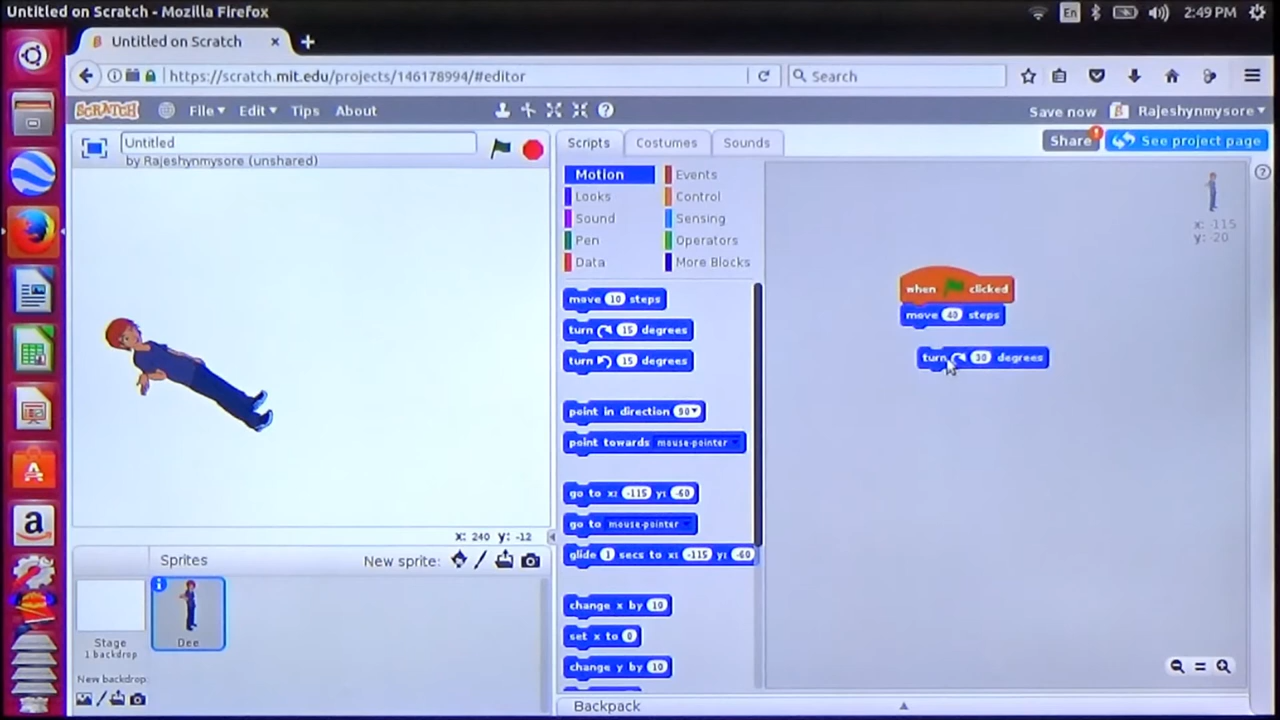 Untitled on Scratch - Mozilla Firefox
En
2:49 PM
Untitled on Scratch
https://scratch.mit.edu/projects/146178994/#editor
Search
SCRATCH
File
Edit
Tips
About
Save now
Rajeshynmysore
Untitled
by Rajeshynmysore (unshared)
Scripts
Costumes
Sounds
Share
See project page
Motion
Events
Looks
Control
Sound
Sensing
Pen
Operators
Data
More Blocks
x: -115
y: -20
move 10 steps
turn 15 degrees
turn 15 degrees
point in direction 90
point towards mouse-pointer
go to x: -115 y: -60
go to mouse-pointer
glide 1 secs to x: -115 y: -60
change x by 10
set x to 0
change y by 10
when clicked
move 40 steps
turn 30 degrees
x: 240 y: -12
Sprites
New sprite:
Stage
1 backdrop
New backdrop:
Dee
Backpack